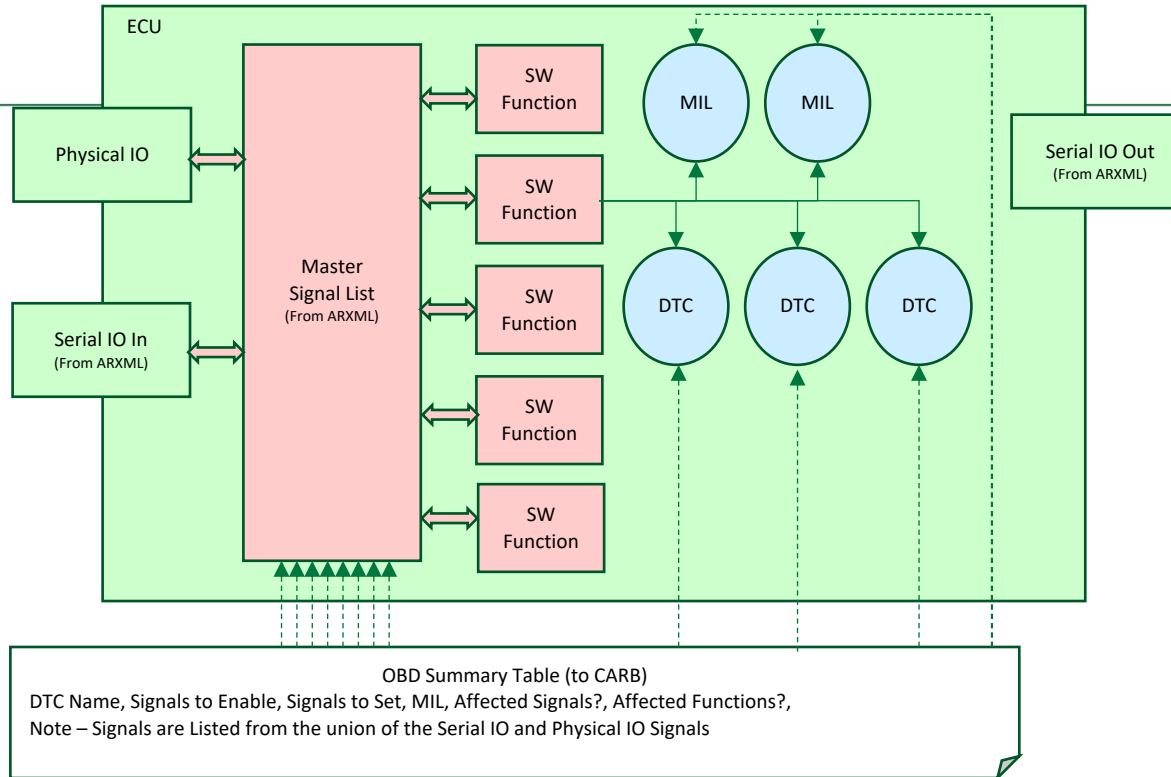 ECU
SW
Function
MIL
MIL
Physical IO
Serial IO Out
(From ARXML)
SW
Function
Master
Signal List
(From ARXML)
DTC
DTC
DTC
SW
Function
Serial IO In
(From ARXML)
SW
Function
SW
Function
OBD Summary Table (to CARB)
DTC Name, Signals to Enable, Signals to Set, MIL, Affected Signals?, Affected Functions?,
Note – Signals are Listed from the union of the Serial IO and Physical IO Signals